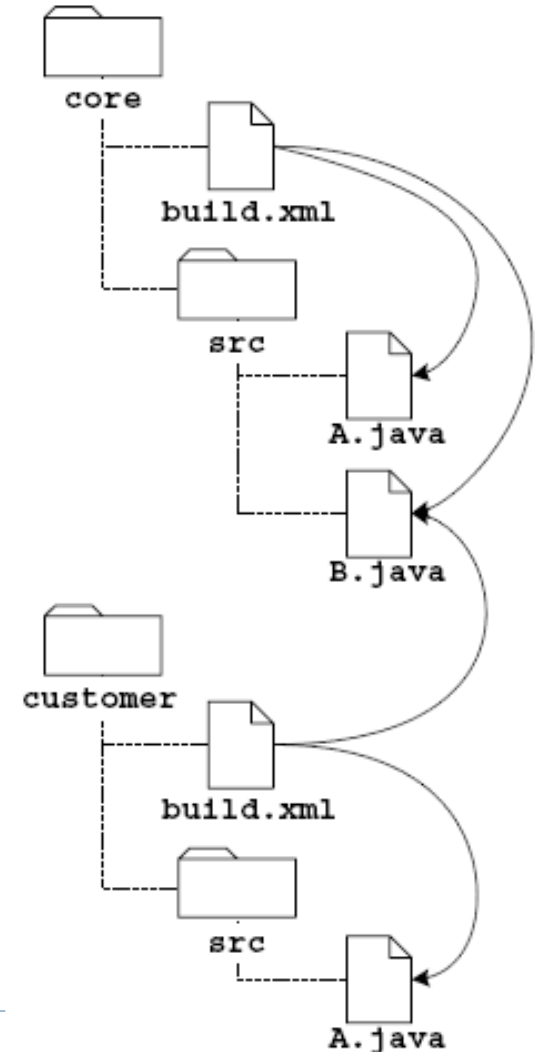 core
build.xml
src
A.java
B.java
customer
build.xml
src
A.java